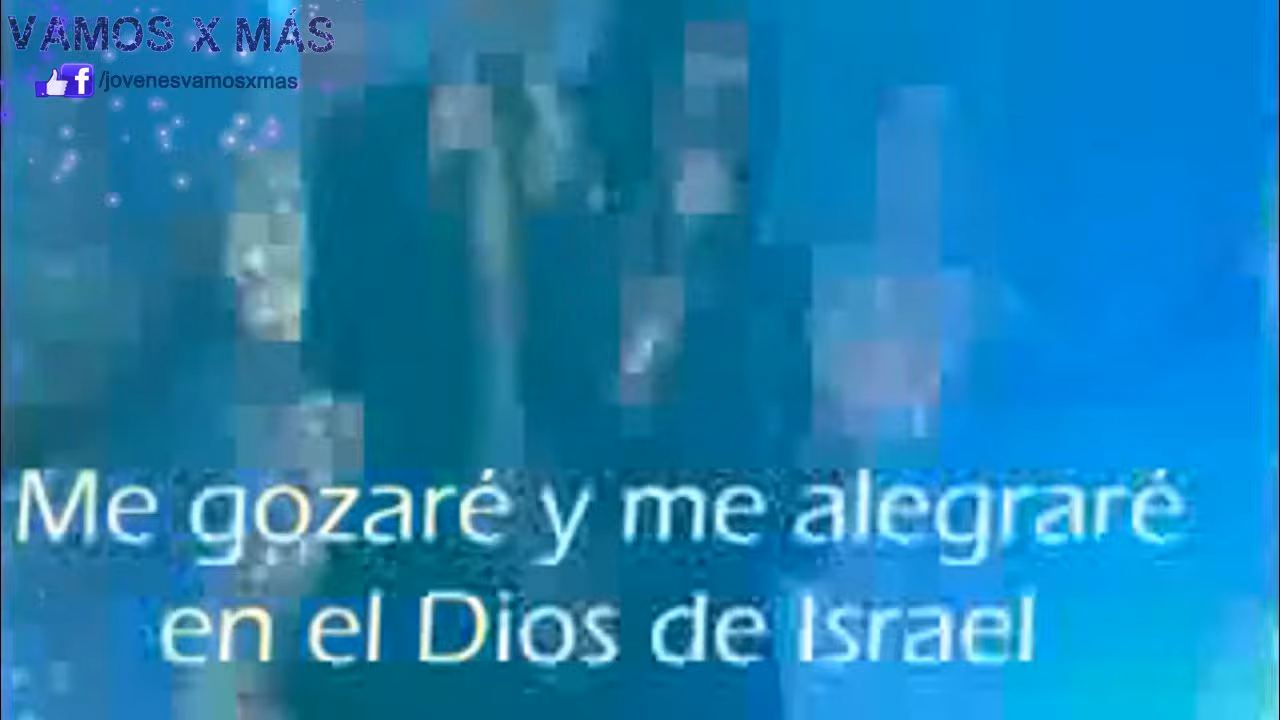 VAMOS X MÁS
/jovenesvamosxmas
Me gozaré y me alegraré
en el Dios de Israel